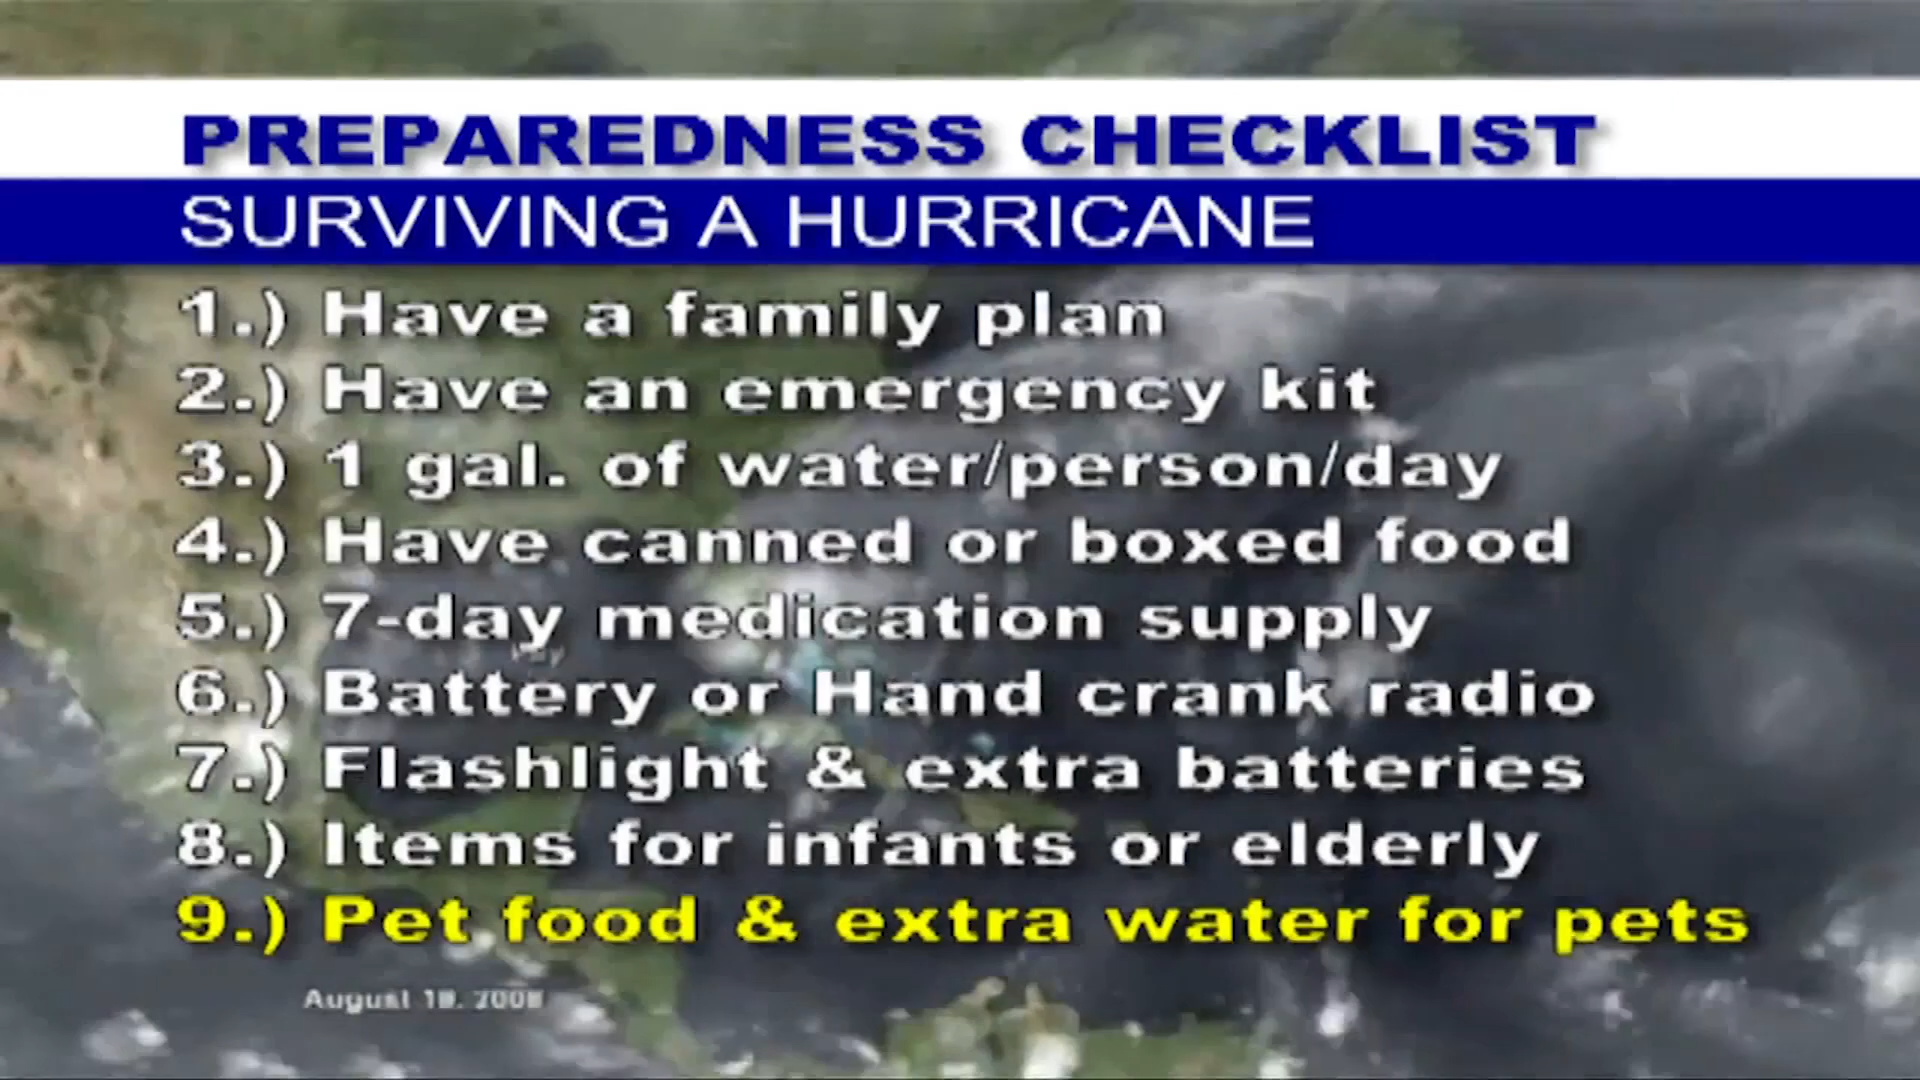 PREPAREDNESS CHECKLIST
SURVIVING A HURRICANE
1.) Have a family plan
2.) Have an emergency kit
3.) 1 gal. of water/person/day
4.) Have canned or boxed food
5.) 7-day medication supply
6.) Battery or Hand crank radio
7.) Flashlight & extra batteries
8.) Items for infants or elderly
9.) Pet food & extra water for pets
August